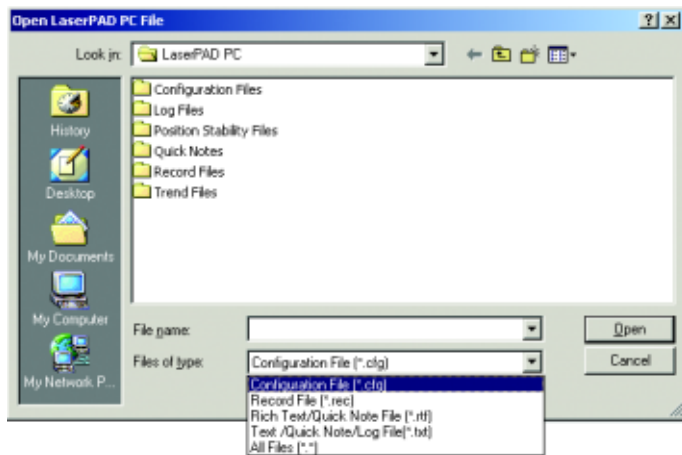 Open LaserPAD PC File
Look in: LaserPAD PC
History
Desktop
My Documents
My Computer
My Network P...
Configuration Files
Log Files
Position Stability Files
Quick Notes
Record Files
Trend Files
File name:
Open
Files of type: Configuration File (*.cfg)
Cancel
Configuration File (*.cfg)
Record File (*.rec)
Rich Text/Quick Note File (*.rtf)
Text /Quick Note/Log File(*.txt)
All Files (*.*)